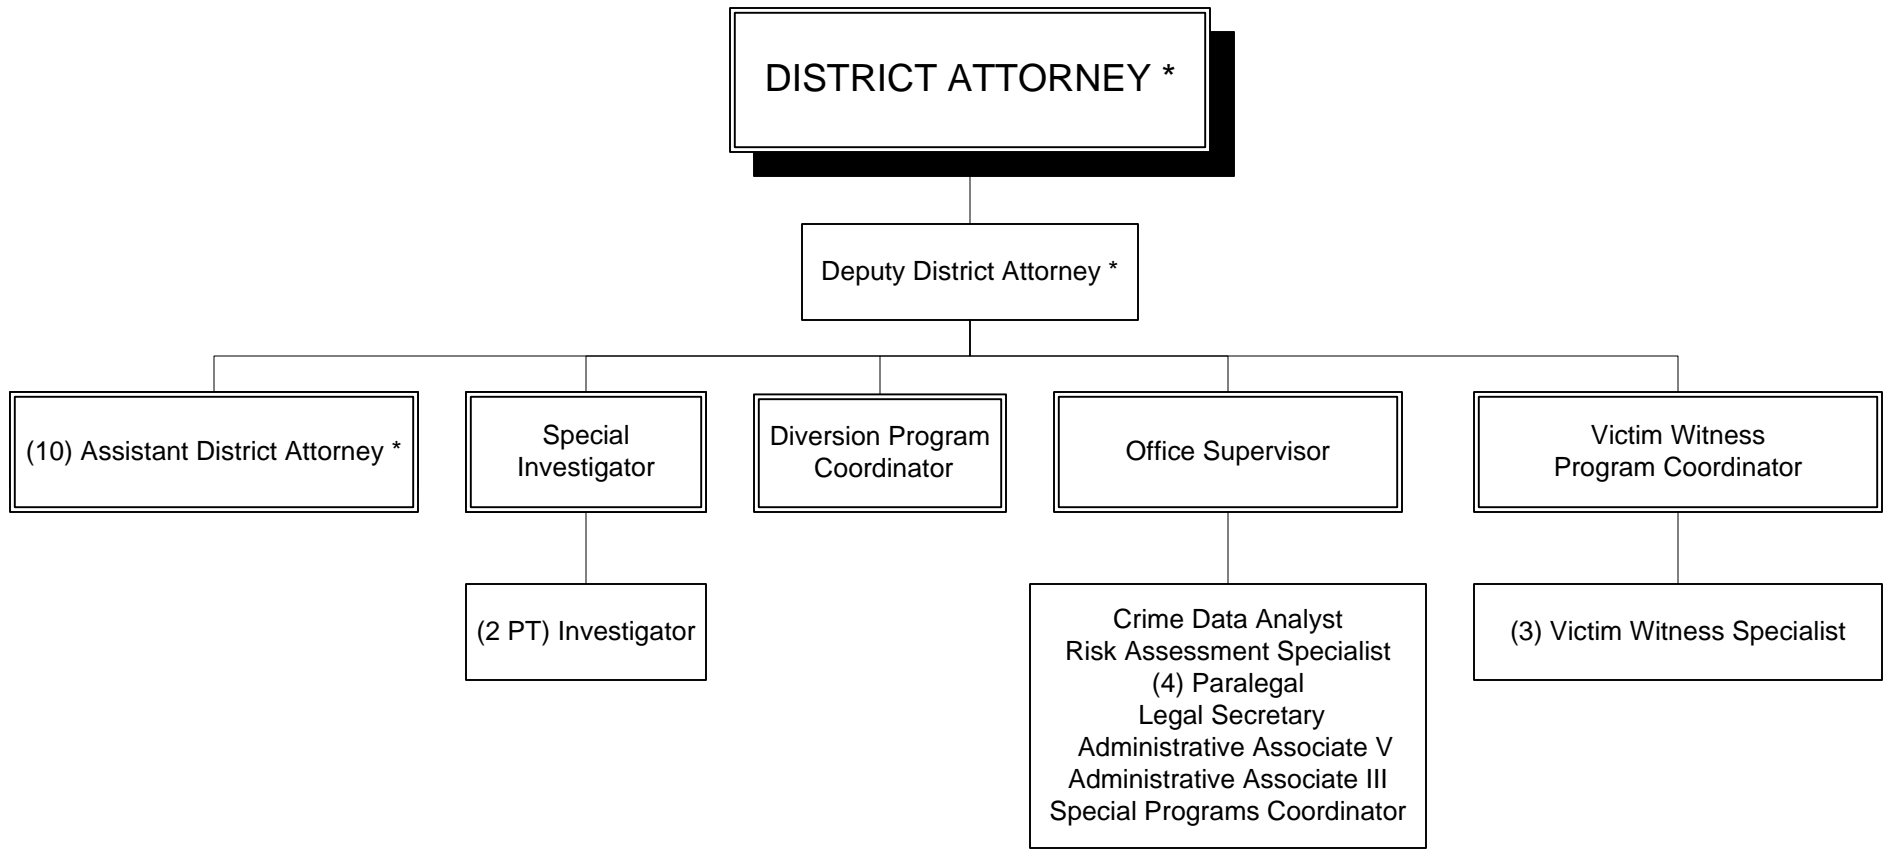 DISTRICT ATTORNEY *
Deputy District Attorney *
(10) Assistant District Attorney *
Special
Investigator
Diversion Program
Coordinator
Office Supervisor
Victim Witness
Program Coordinator
(2 PT) Investigator
Crime Data Analyst
Risk Assessment Specialist
(4) Paralegal
Legal Secretary
Administrative Associate V
Administrative Associate III
Special Programs Coordinator
(3) Victim Witness Specialist